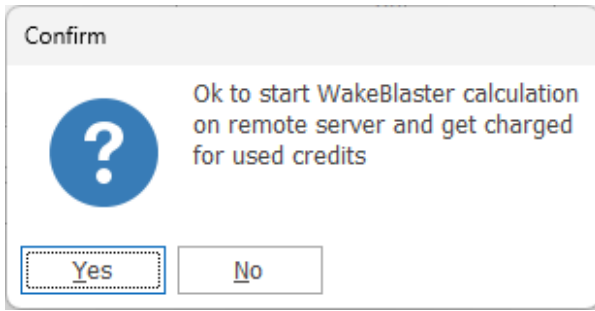 Confirm
Ok to start WakeBlaster calculation
on remote server and get charged
for used credits
Yes
No